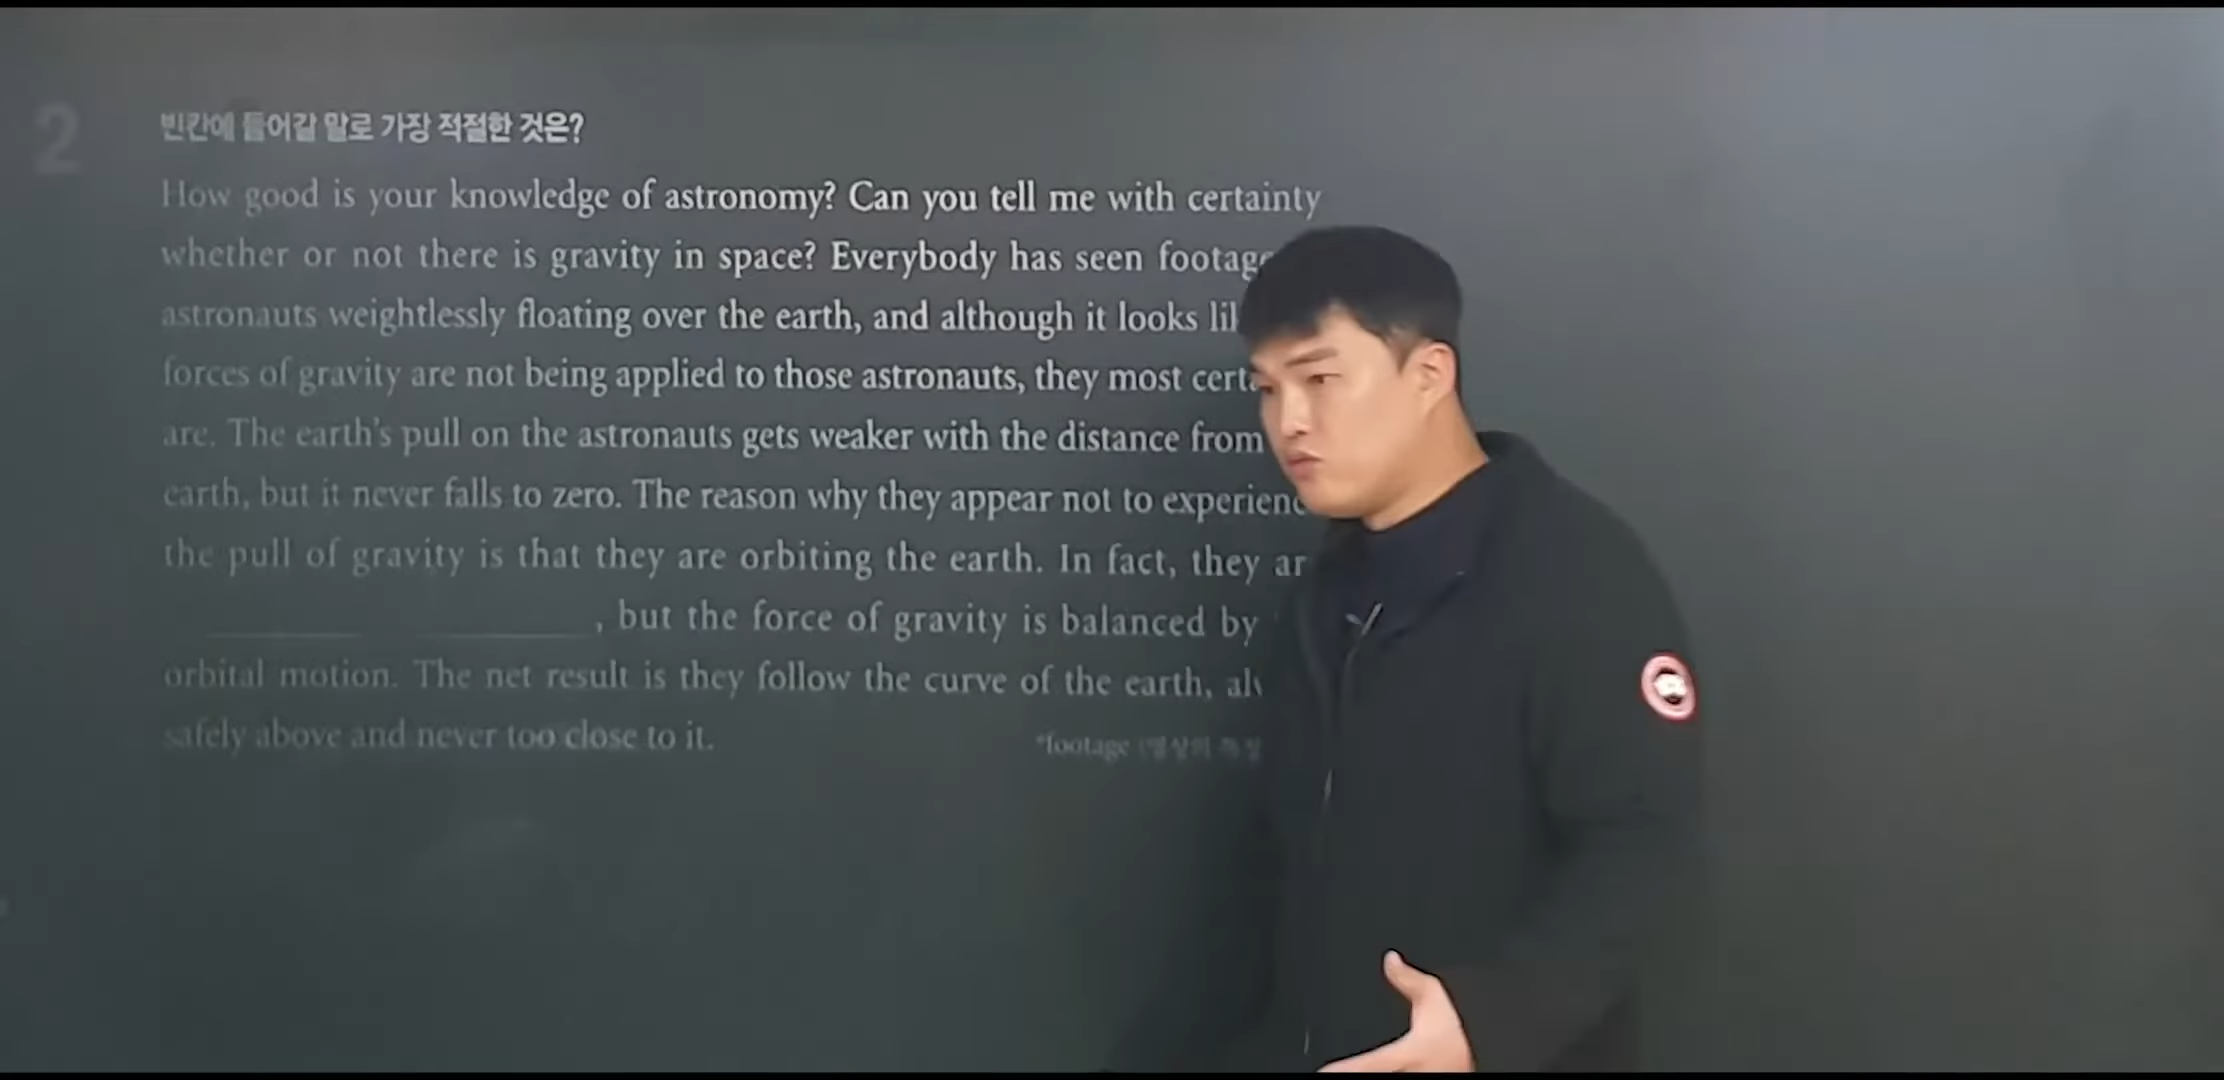 2
빈칸에 들어갈 말로 가장 적절한 것은?
How good is your knowledge of astronomy? Can you tell me with certainty
whether or not there is gravity in space? Everybody has seen footage
astronauts weightlessly floating over the earth, and although it looks
forces of gravity are not being applied to those astronauts, they most
are. The earth's pull on the astronauts gets weaker with the distance from
earth, but it never falls to zero. The reason why they appear not to
the pull of gravity is that they are orbiting the earth. In fact, they
, but the force of gravity is balanced by
orbital motion. The net result is they follow the curve of the earth,
safely above and never too close to it.
*footage